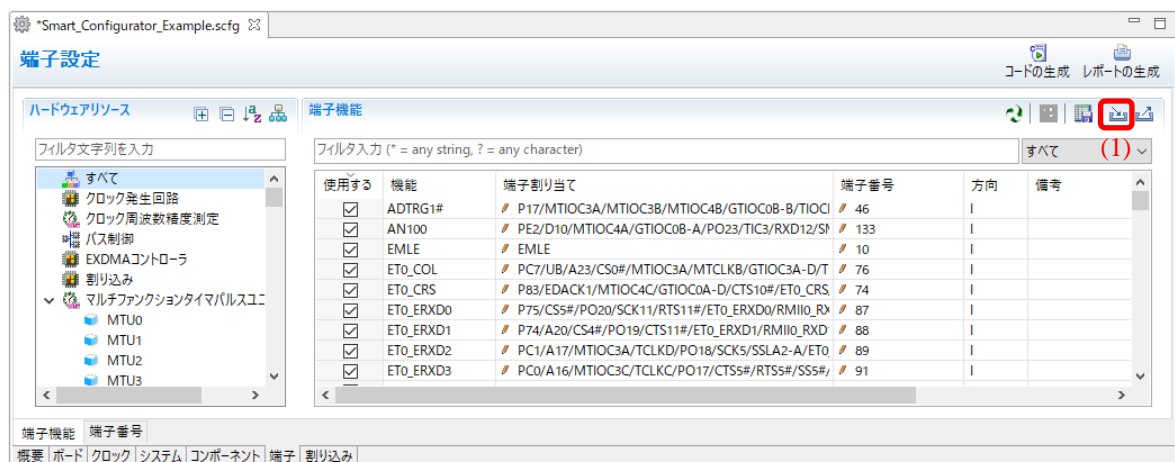 *Smart_Configurator_Example.scfg
端子設定
コードの生成 レポートの生成
ハードウェアリソース
端子機能
フィルタ文字列を入力
フィルタ入力 (* = any string, ? = any character)
すべて
(1)
すべて
クロック発生回路
クロック周波数精度測定
バス制御
EXDMAコントローラ
割り込み
マルチファンクションタイマパルスユニ
MTU0
MTU1
MTU2
MTU3
使用する 機能 端子割り当て 端子番号 方向 備考
ADTRG1# P17/MTIOC3A/MTIOC3B/MTIOC4B/GTIOC0B-B/TIOC 46 I
AN100 PE2/D10/MTIOC4A/GTIOC0B-A/PO23/TIC3/RXD12/S 133 I
EMLE EMLE 10 I
ET0_COL PC7/UB/A23/CS0#/MTIOC3A/MTCLKB/GTIOC3A-D/T 76 I
ET0_CRS P83/EDACK1/MTIOC4C/GTIOC0A-D/CTS10#/ET0_CRS 74 I
ET0_ERXD0 P75/CS5#/PO20/SCK11/RTS11#/ET0_ERXD0/RMII0_RX 87 I
ET0_ERXD1 P74/A20/CS4#/PO19/CTS11#/ET0_ERXD1/RMII0_RXD 88 I
ET0_ERXD2 PC1/A17/MTIOC3A/TCLKD/PO18/SCK5/SSLA2-A/ET0 89 I
ET0_ERXD3 PC0/A16/MTIOC3C/TCLKC/PO17/CTS5#/RTS5#/SS5#/ 91 I
端子機能 端子番号
概要 ボード クロック システム コンポーネント 端子 割り込み